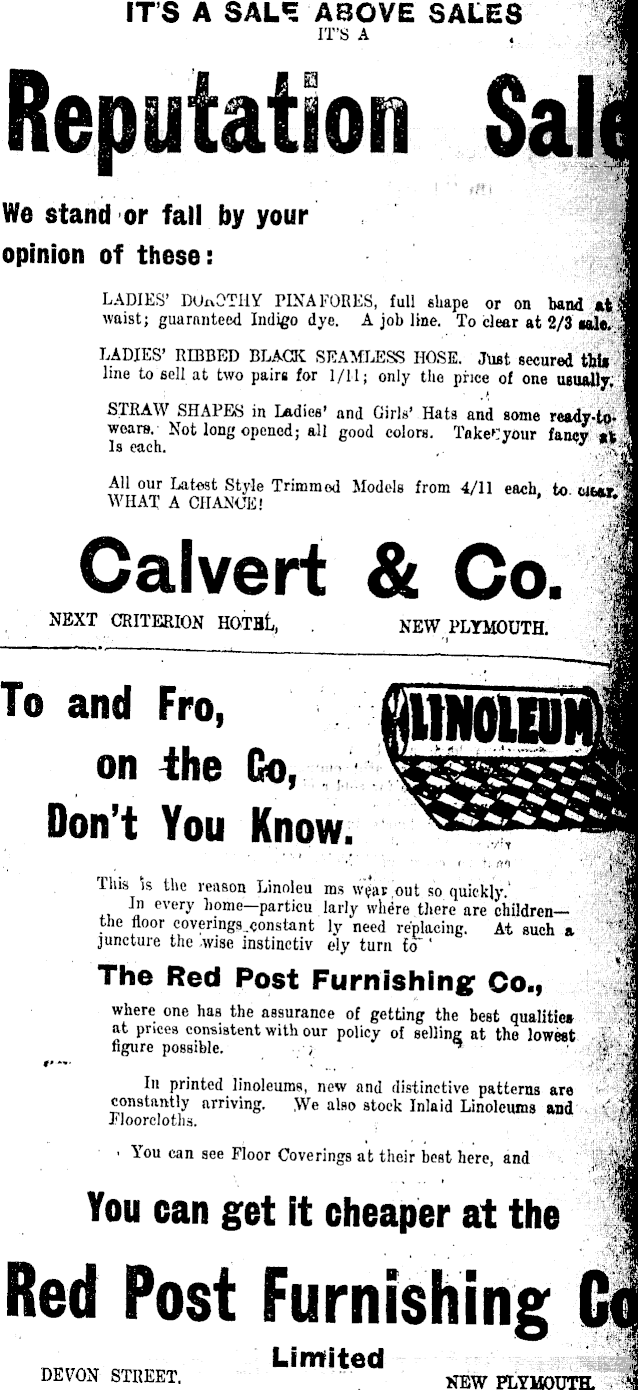 IT'S A SALE ABOVE SALES
IT'S A
Reputation Sale
We stand or fall by your
opinion of these:
LADIES' DOROTHY PINAFORES, full shape or on band at
waist; guaranteed Indigo dye. A job line. To clear at 2/3 sale.
LADIES' RIBBED BLACK SEAMLESS HOSE. Just secured this
line to sell at two pairs for 1/11; only the price of one usually.
STRAW SHAPES in Ladies' and Girls' Hats and some ready-to-
wears. Not long opened; all good colors. Take your fancy at
1s each.
All our Latest Style Trimmed Models from 4/11 each, to clear.
WHAT A CHANCE!
Calvert & Co.
NEXT CRITERION HOTEL, NEW PLYMOUTH.
To and Fro,
on the Go,
Don't You Know.
LINOLEUM
This is the reason Linoleu ms wear out so quickly.
In every home—particu larly where there are children—
the floor coverings constant ly need replacing. At such a
juncture the wise instinctiv ely turn to
The Red Post Furnishing Co.,
where one has the assurance of getting the best qualities
at prices consistent with our policy of selling at the lowest
figure possible.
In printed linoleums, new and distinctive patterns are
constantly arriving. We also stock Inlaid Linoleums and
Floorcloths.
You can see Floor Coverings at their best here, and
You can get it cheaper at the
Red Post Furnishing Co
Limited
DEVON STREET. NEW PLYMOUTH.